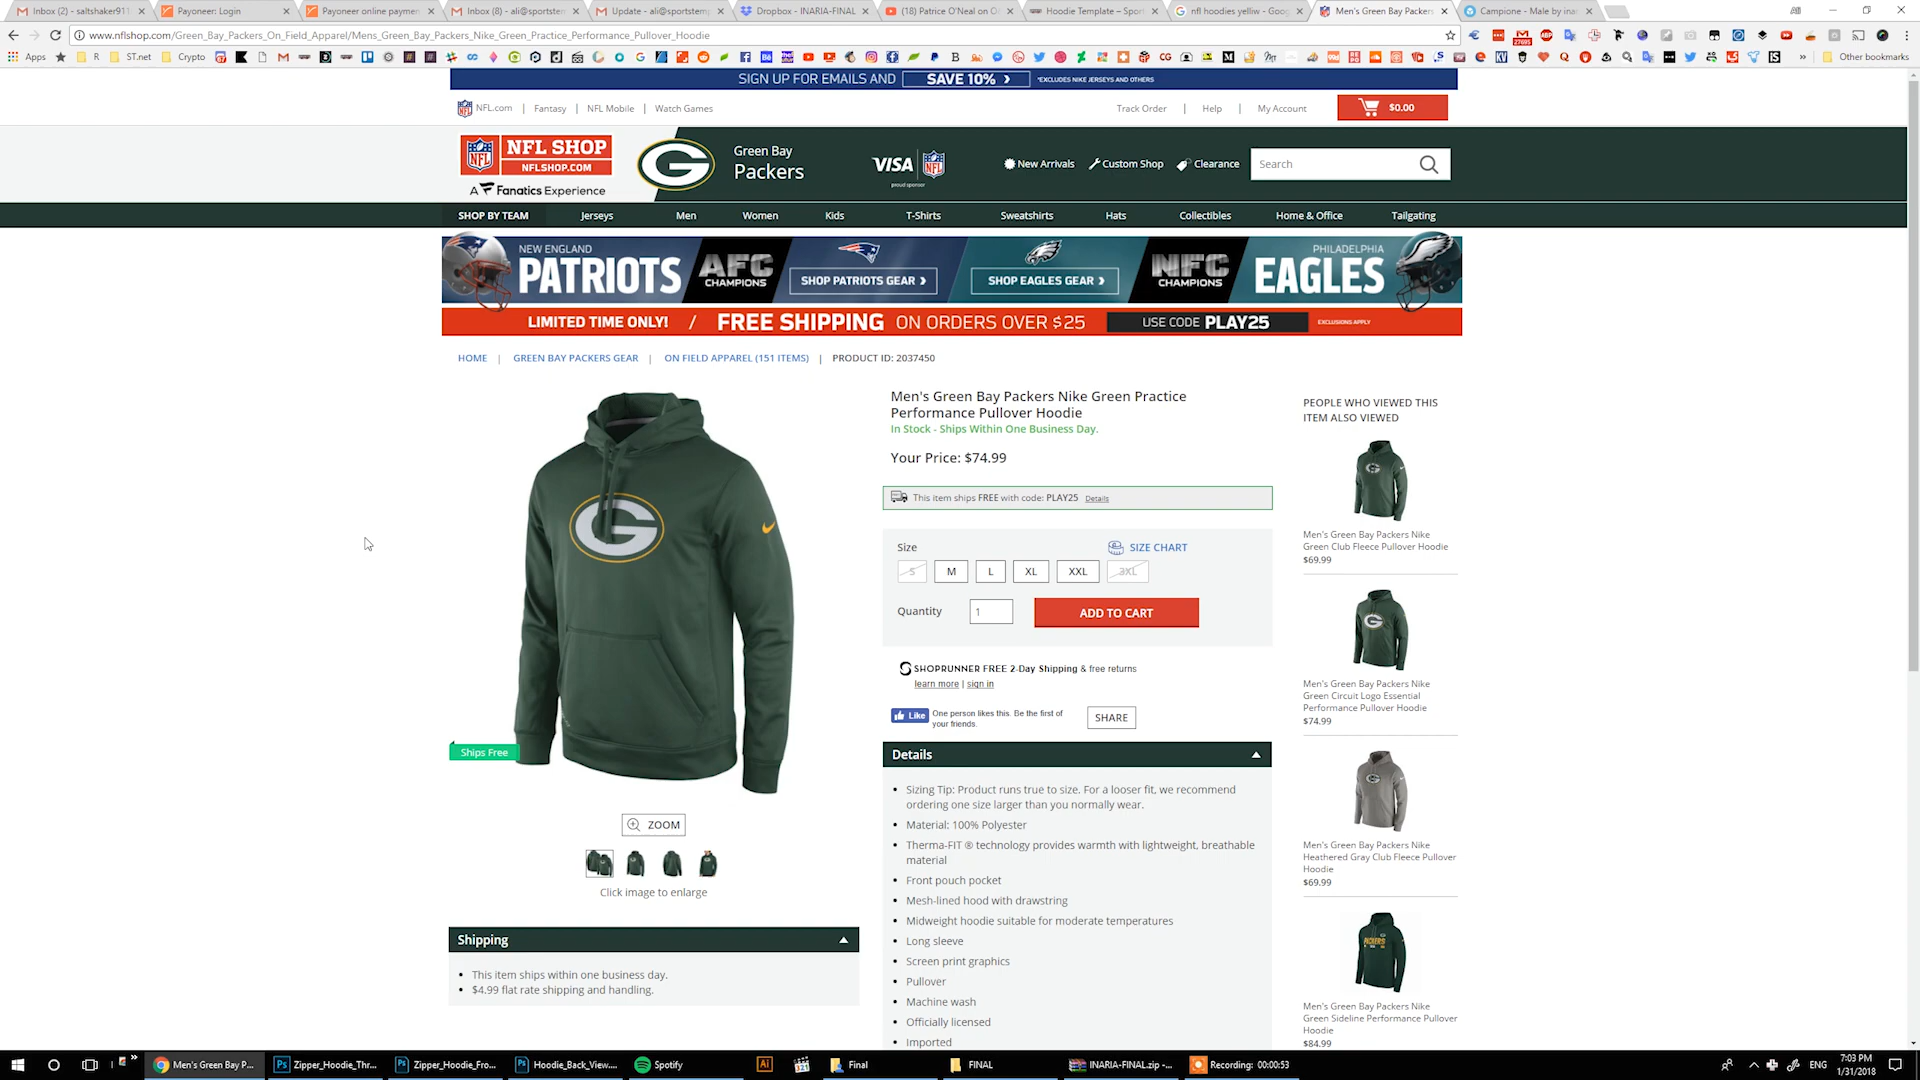 Inbox (2) - saltshaker911
Payoneer: Login
Payoneer online paymen
Inbox (8) - ali@sportstem
Update - ali@sportstemp
Dropbox - INARIA-FINAL
(18) Patrice O'Neal on O
Hoodie Template – Sport
nfl hoodies yelliw - Goog
Men's Green Bay Packers
Campione - Male by ina
www.nflshop.com/Green_Bay_Packers_On_Field_Apparel/Mens_Green_Bay_Packers_Nike_Green_Practice_Performance_Pullover_Hoodie
Apps R ST.net Crypto Other bookmarks
SIGN UP FOR EMAILS AND SAVE 10% *EXCLUDES NIKE JERSEYS AND OTHERS
NFL.com | Fantasy | NFL Mobile | Watch Games Track Order | Help | My Account $0.00
NFL SHOP
NFLSHOP.COM
A Fanatics Experience
Green Bay
Packers
VISA
proud sponsor
New Arrivals Custom Shop Clearance Search
SHOP BY TEAM Jerseys Men Women Kids T-Shirts Sweatshirts Hats Collectibles Home & Office Tailgating
NEW ENGLAND
PATRIOTS
AFC
CHAMPIONS
SHOP PATRIOTS GEAR
SHOP EAGLES GEAR
NFC
CHAMPIONS
PHILADELPHIA
EAGLES
LIMITED TIME ONLY! / FREE SHIPPING ON ORDERS OVER $25 USE CODE PLAY25 EXCLUSIONS APPLY
HOME | GREEN BAY PACKERS GEAR | ON FIELD APPAREL (151 ITEMS) | PRODUCT ID: 2037450
Ships Free
ZOOM
Click image to enlarge
Shipping
• This item ships within one business day.
• $4.99 flat rate shipping and handling.
Men's Green Bay Packers Nike Green Practice
Performance Pullover Hoodie
In Stock - Ships Within One Business Day.
Your Price: $74.99
This item ships FREE with code: PLAY25 Details
Size SIZE CHART
S M L XL XXL 3XL
Quantity 1 ADD TO CART
SHOPRUNNER FREE 2-Day Shipping & free returns
learn more | sign in
Like One person likes this. Be the first of
your friends.
SHARE
Details
• Sizing Tip: Product runs true to size. For a looser fit, we recommend
ordering one size larger than you normally wear.
• Material: 100% Polyester
• Therma-FIT ® technology provides warmth with lightweight, breathable
material
• Front pouch pocket
• Mesh-lined hood with drawstring
• Midweight hoodie suitable for moderate temperatures
• Long sleeve
• Screen print graphics
• Pullover
• Machine wash
• Officially licensed
• Imported
PEOPLE WHO VIEWED THIS
ITEM ALSO VIEWED
Men's Green Bay Packers Nike
Green Club Fleece Pullover Hoodie
$69.99
Men's Green Bay Packers Nike
Green Circuit Logo Essential
Performance Pullover Hoodie
$74.99
Men's Green Bay Packers Nike
Heathered Gray Club Fleece Pullover
Hoodie
$69.99
Men's Green Bay Packers Nike
Green Sideline Performance Pullover
Hoodie
$84.99
Men's Green Bay P...
Zipper_Hoodie_Thr...
Zipper_Hoodie_Fro...
Hoodie_Back_View....
Spotify
Final
FINAL
INARIA-FINAL.zip -...
Recording: 00:00:53
ENG
7:03 PM
1/31/2018